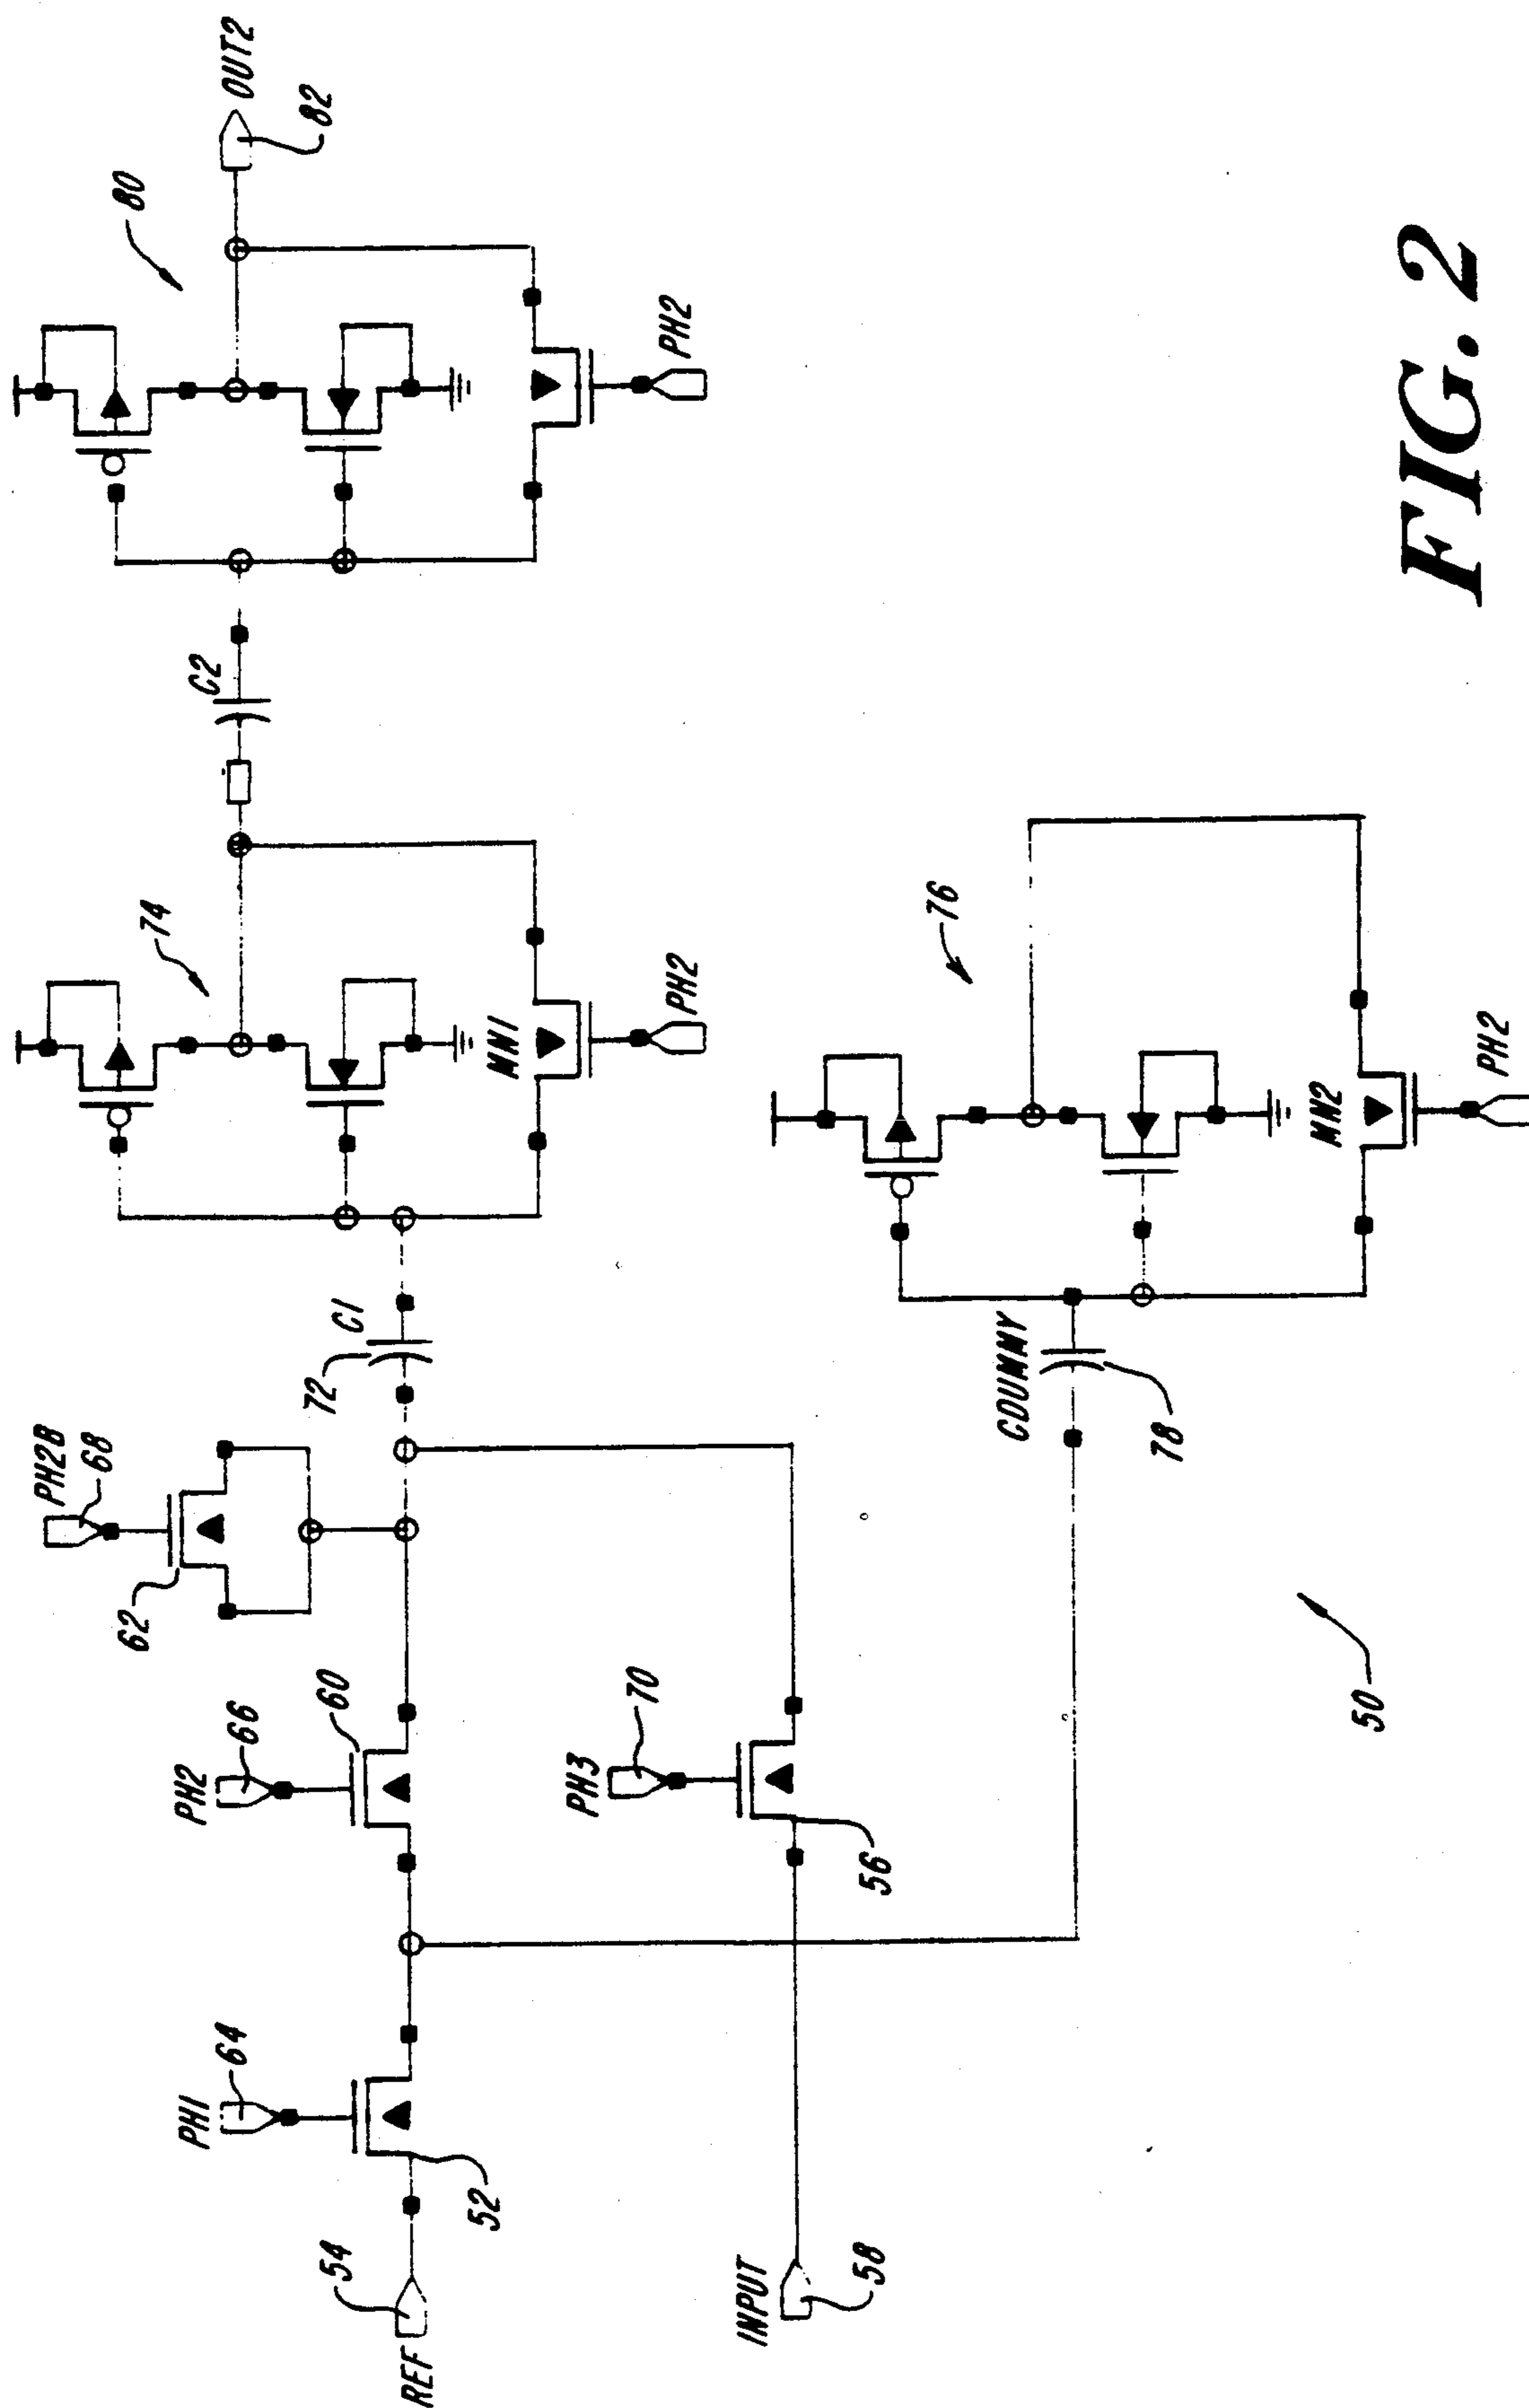 REF
54
PH1
64
52
PH2
66
60
PH2B
68
62
72
C1
74
MN1
PH2
C2
80
OUT2
82
PH2
INPUT
58
PH3
70
56
CDUMMY
78
76
MN2
PH2
50
FIG. 2